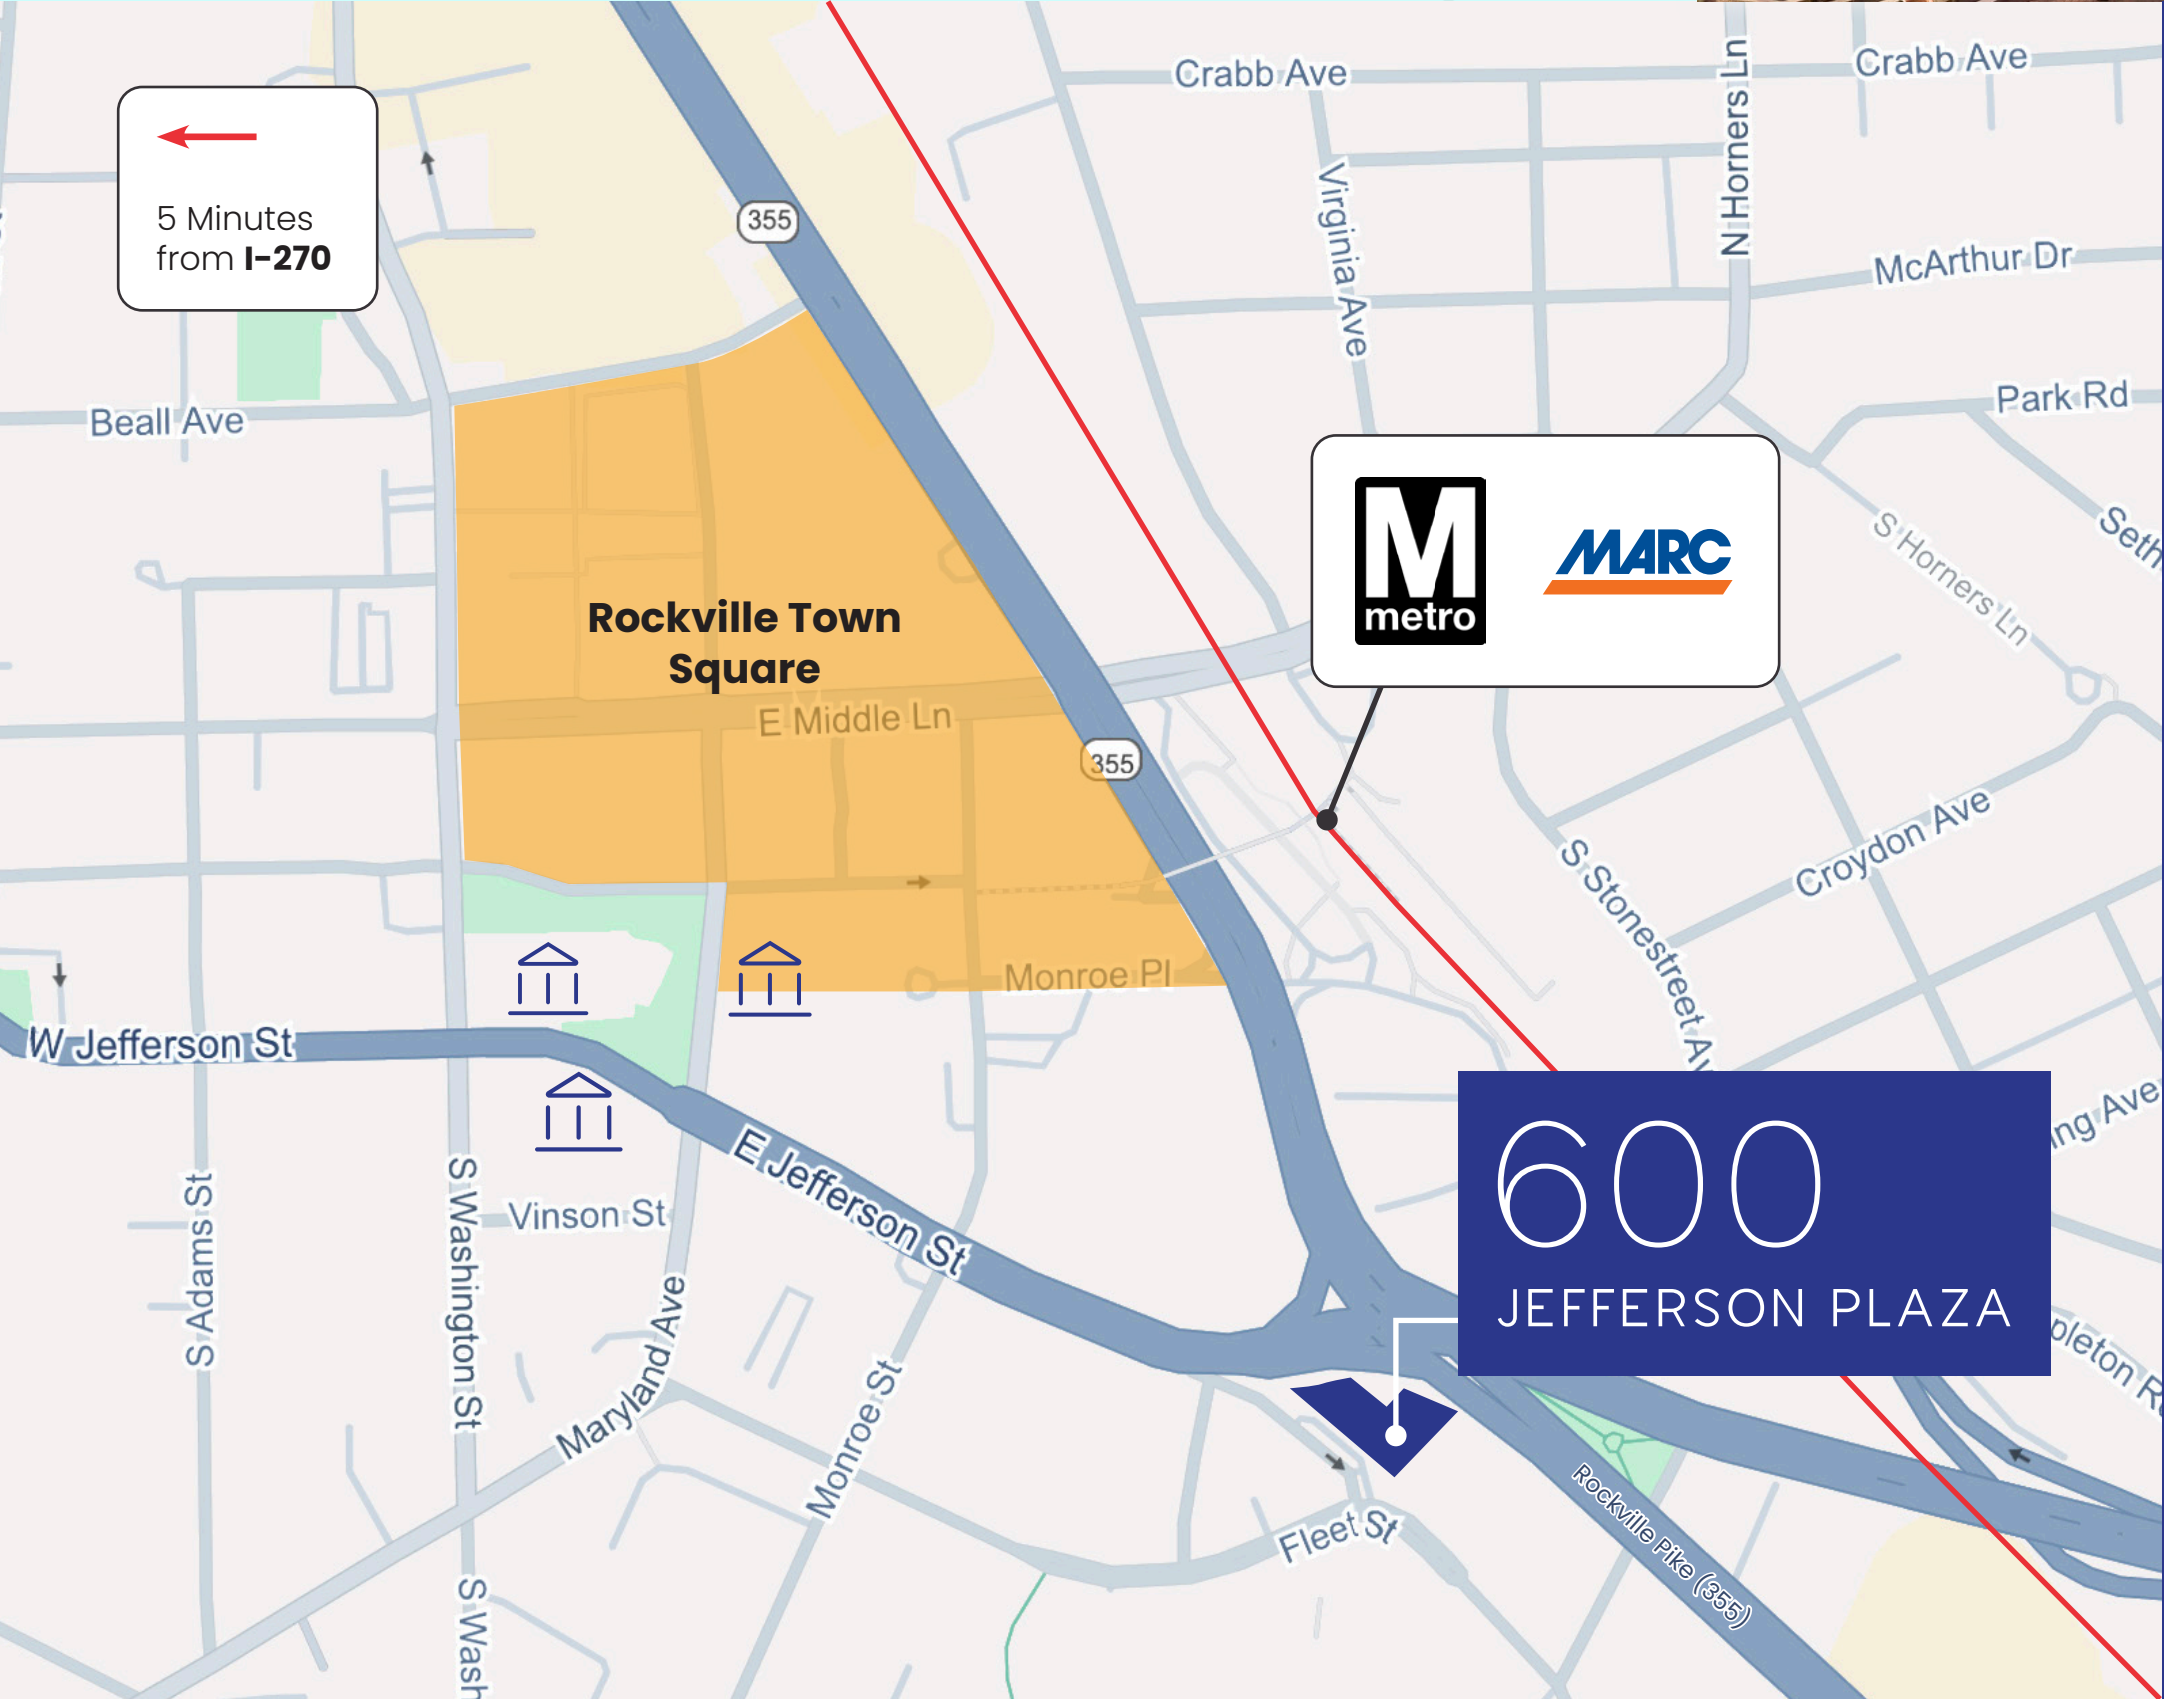 Crabb Ave
Crabb Ave
N Horners Ln
5 Minutes
from I-270
355
Virginia Ave
McArthur Dr
Park Rd
Beall Ave
M
metro
MARC
S Horners Ln
Seth
Rockville Town
Square
E Middle Ln
355
Croydon Ave
S Stonestreet Av
Monroe Pl
W Jefferson St
E Jefferson St
600
JEFFERSON PLAZA
ing Ave
S Adams St
S Washington St
Vinson St
Maryland Ave
Monroe St
pleton R
Fleet St
Rockville Pike (355)
S Wash